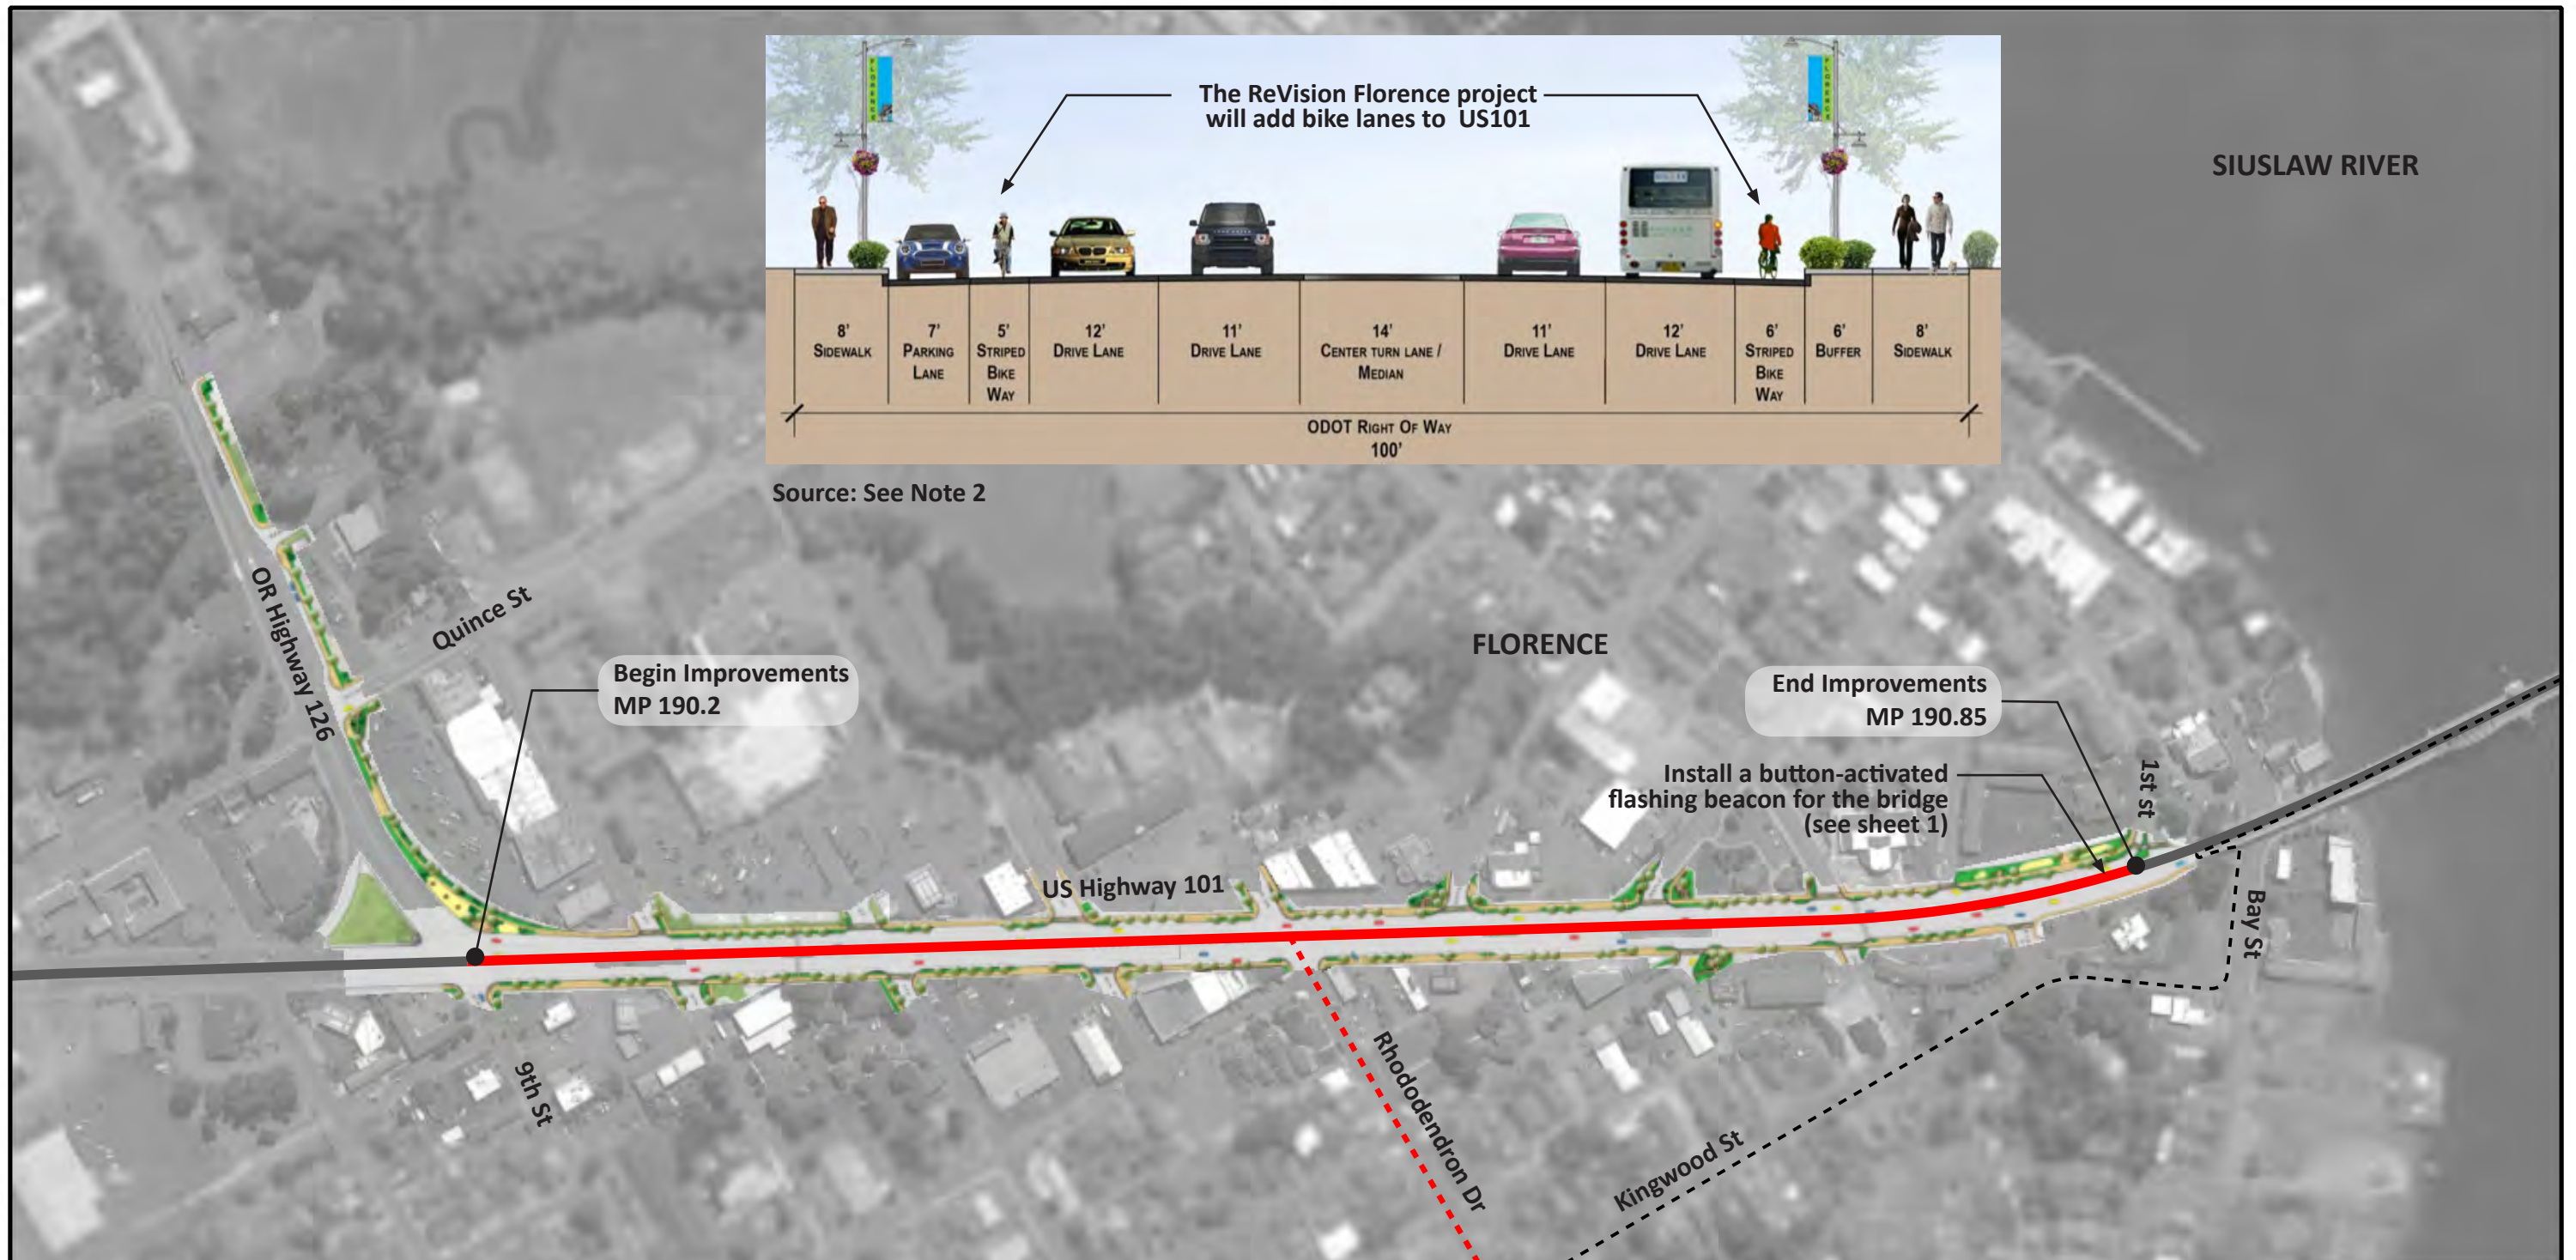 The ReVision Florence project
will add bike lanes to US101
FLORENCE
FLORENCE
SIUSLAW RIVER
8'
SIDEWALK
7'
PARKING
LANE
5'
STRIPED
BIKE
WAY
12'
DRIVE LANE
11'
DRIVE LANE
14'
CENTER TURN LANE /
MEDIAN
11'
DRIVE LANE
12'
DRIVE LANE
6'
STRIPED
BIKE
WAY
6'
BUFFER
8'
SIDEWALK
ODOT RIGHT OF WAY
100'
Source: See Note 2
OR Highway 126
Quince St
FLORENCE
Begin Improvements
MP 190.2
End Improvements
MP 190.85
Install a button-activated
flashing beacon for the bridge
(see sheet 1)
1st st
US Highway 101
Bay St
9th St
Rhododendron Dr
Kingwood St